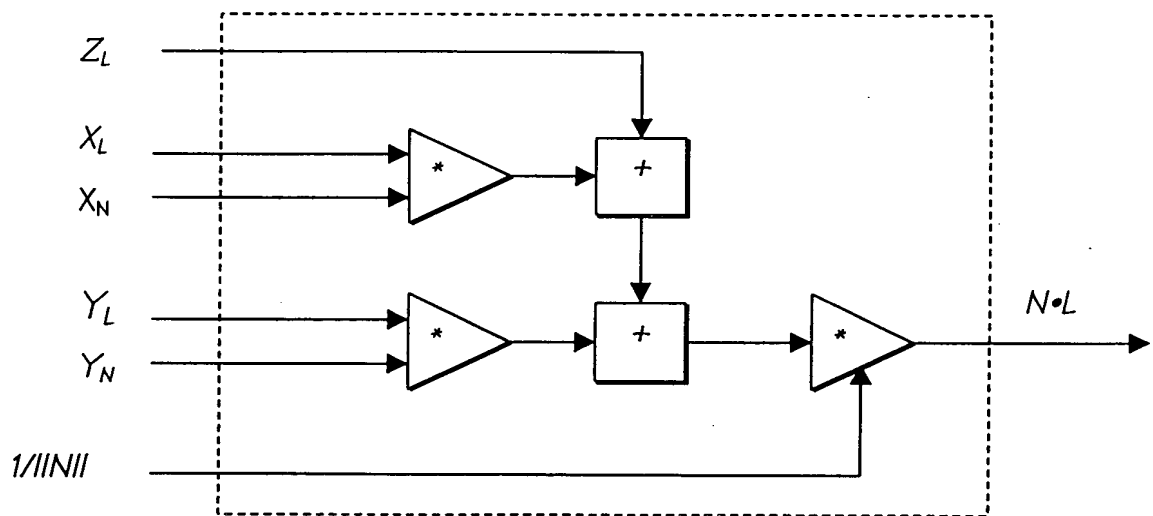 Z_L
X_L
*
+
X_N
Y_L
*
+
*
N•L
Y_N
1/||N||